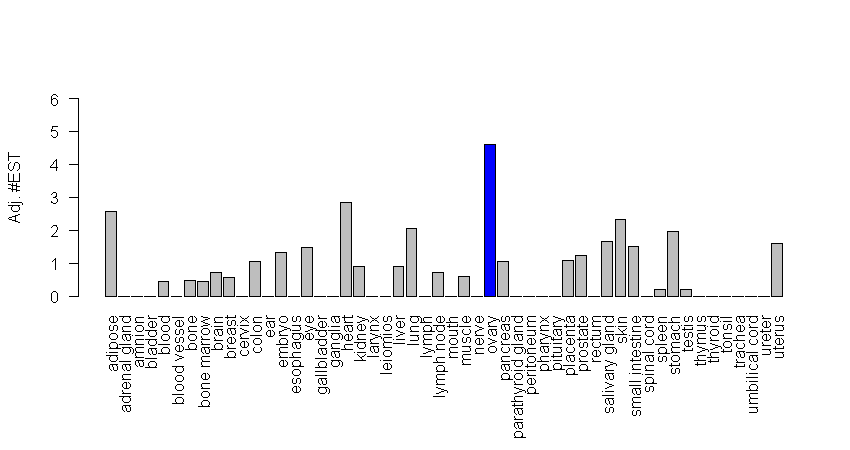 Adj. #EST
6
5
4
3
2
1
0
adipose
adrenal gland
amnion
bladder
blood
blood vessel
bone
bone marrow
brain
breast
cervix
colon
ear
embryo
esophagus
eye
gallbladder
ganglia
heart
kidney
larynx
leiomios
liver
lung
lymph
lymph node
mouth
muscle
nerve
ovary
pancreas
parathyroid gland
peritoneum
pharynx
pituitary
placenta
prostate
rectum
salivary gland
skin
small intestine
spinal cord
spleen
stomach
testis
thymus
thyroid
tonsil
trachea
umbilical cord
ureter
uterus